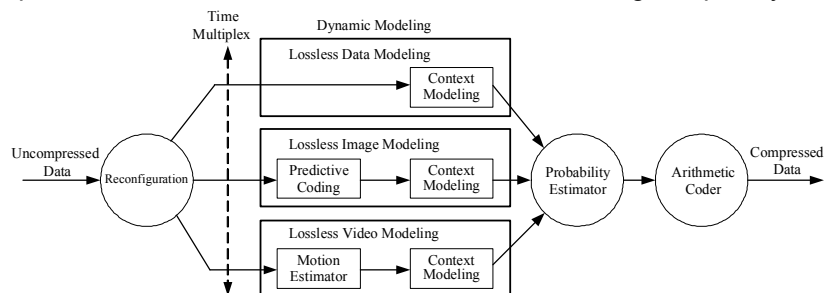 Time
Multiplex
Dynamic Modeling
Lossless Data Modeling
Context
Modeling
Lossless Image Modeling
Uncompressed
Data
Reconfiguration
Predictive
Coding
Context
Modeling
Probability
Estimator
Arithmetic
Coder
Compressed
Data
Lossless Video Modeling
Motion
Estimator
Context
Modeling